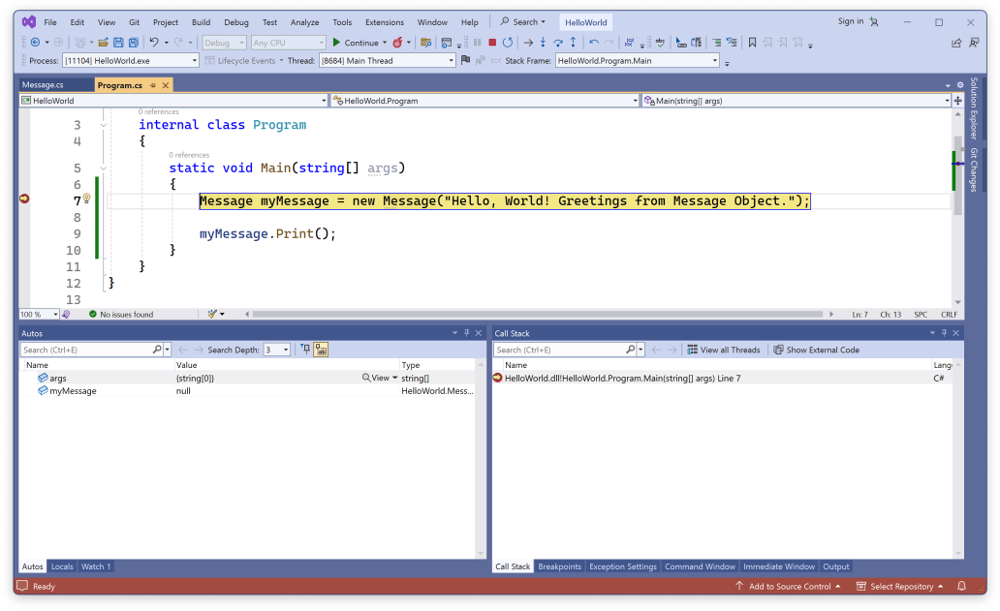 File Edit View Git Project Build Debug Test Analyze Tools Extensions Window Help Search HelloWorld Sign in
Debug Any CPU Continue
Process: [11104] HelloWorld.exe Lifecycle Events Thread: [8684] Main Thread Stack Frame: HelloWorld.Program.Main
Message.cs Program.cs
HelloWorld HelloWorld.Program Main(string[] args)
Solution Explorer
Git Changes
0 references
3 internal class Program
4 {
0 references
5 static void Main(string[] args)
6 {
7 Message myMessage = new Message("Hello, World! Greetings from Message Object.");
8
9 myMessage.Print();
10 }
11 }
12 }
13
100 % No issues found Ln: 7 Ch: 13 SPC CRLF
Autos
Search (Ctrl+E) Search Depth: 3
Name Value Type
args {string[0]} View string[]
myMessage null HelloWorld.Mess...
Autos Locals Watch 1
Call Stack
Search (Ctrl+E) View all Threads Show External Code
Name Lang
HelloWorld.dll!HelloWorld.Program.Main(string[] args) Line 7 C#
Call Stack Breakpoints Exception Settings Command Window Immediate Window Output
Ready Add to Source Control Select Repository